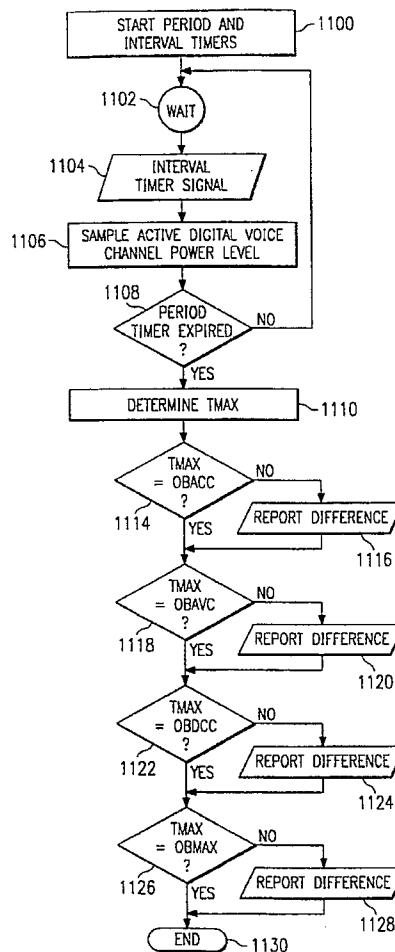 START PERIOD AND
INTERVAL TIMERS
1100
1102
WAIT
1104
INTERVAL
TIMER SIGNAL
1106
SAMPLE ACTIVE DIGITAL VOICE
CHANNEL POWER LEVEL
1108
PERIOD
TIMER EXPIRED
?
NO
YES
DETERMINE TMAX
1110
TMAX
= OBACC
?
NO
1114
YES
REPORT DIFFERENCE
1116
TMAX
= OBAVC
?
NO
1118
YES
REPORT DIFFERENCE
1120
TMAX
= OBDCC
?
NO
1122
YES
REPORT DIFFERENCE
1124
TMAX
= OBMAX
?
NO
1126
YES
REPORT DIFFERENCE
1128
END
1130